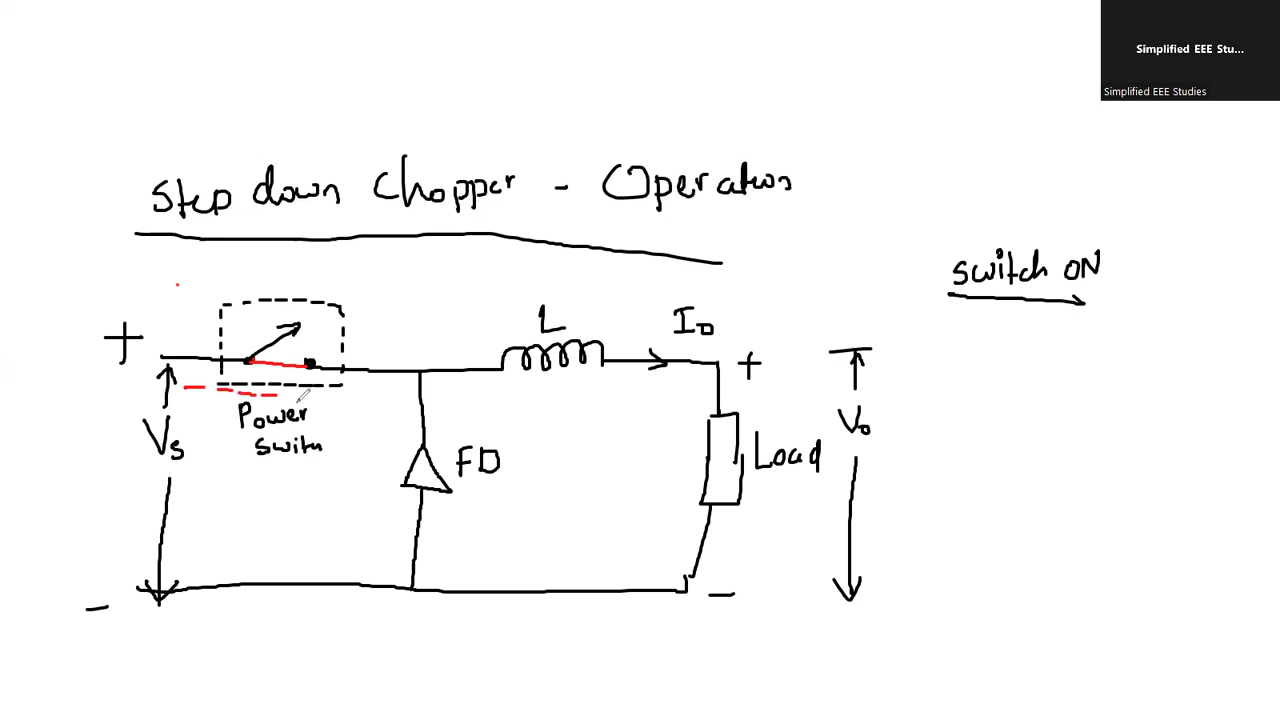 Simplified EEE Stu...
Simplified EEE Studies
Step down Chopper - Operation
Switch ON
+
L
Io
+
Vs
Power
Switch
FD
Load
Vo
-
-